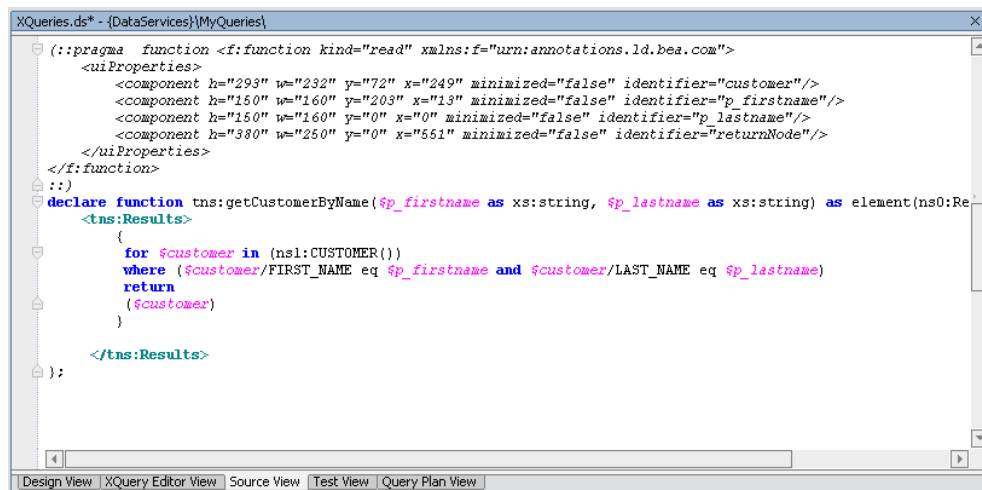 XQueries.ds* - {DataServices}\MyQueries\
(::pragma  function <f:function kind="read" xmlns:f="urn:annotations.ld.bea.com">
<uiProperties>
<component h="293" w="232" y="72" x="249" minimized="false" identifier="customer"/>
<component h="150" w="160" y="203" x="13" minimized="false" identifier="p_firstname"/>
<component h="150" w="160" y="0" x="0" minimized="false" identifier="p_lastname"/>
<component h="380" w="250" y="0" x="551" minimized="false" identifier="returnNode"/>
</uiProperties>
</f:function>
::)
declare function tns:getCustomerByName($p_firstname as xs:string, $p_lastname as xs:string) as element(ns0:Re
<tns:Results>
{
for $customer in (ns1:CUSTOMER())
where ($customer/FIRST_NAME eq $p_firstname and $customer/LAST_NAME eq $p_lastname)
return
($customer)
}
</tns:Results>
};
Design View XQuery Editor View Source View Test View Query Plan View